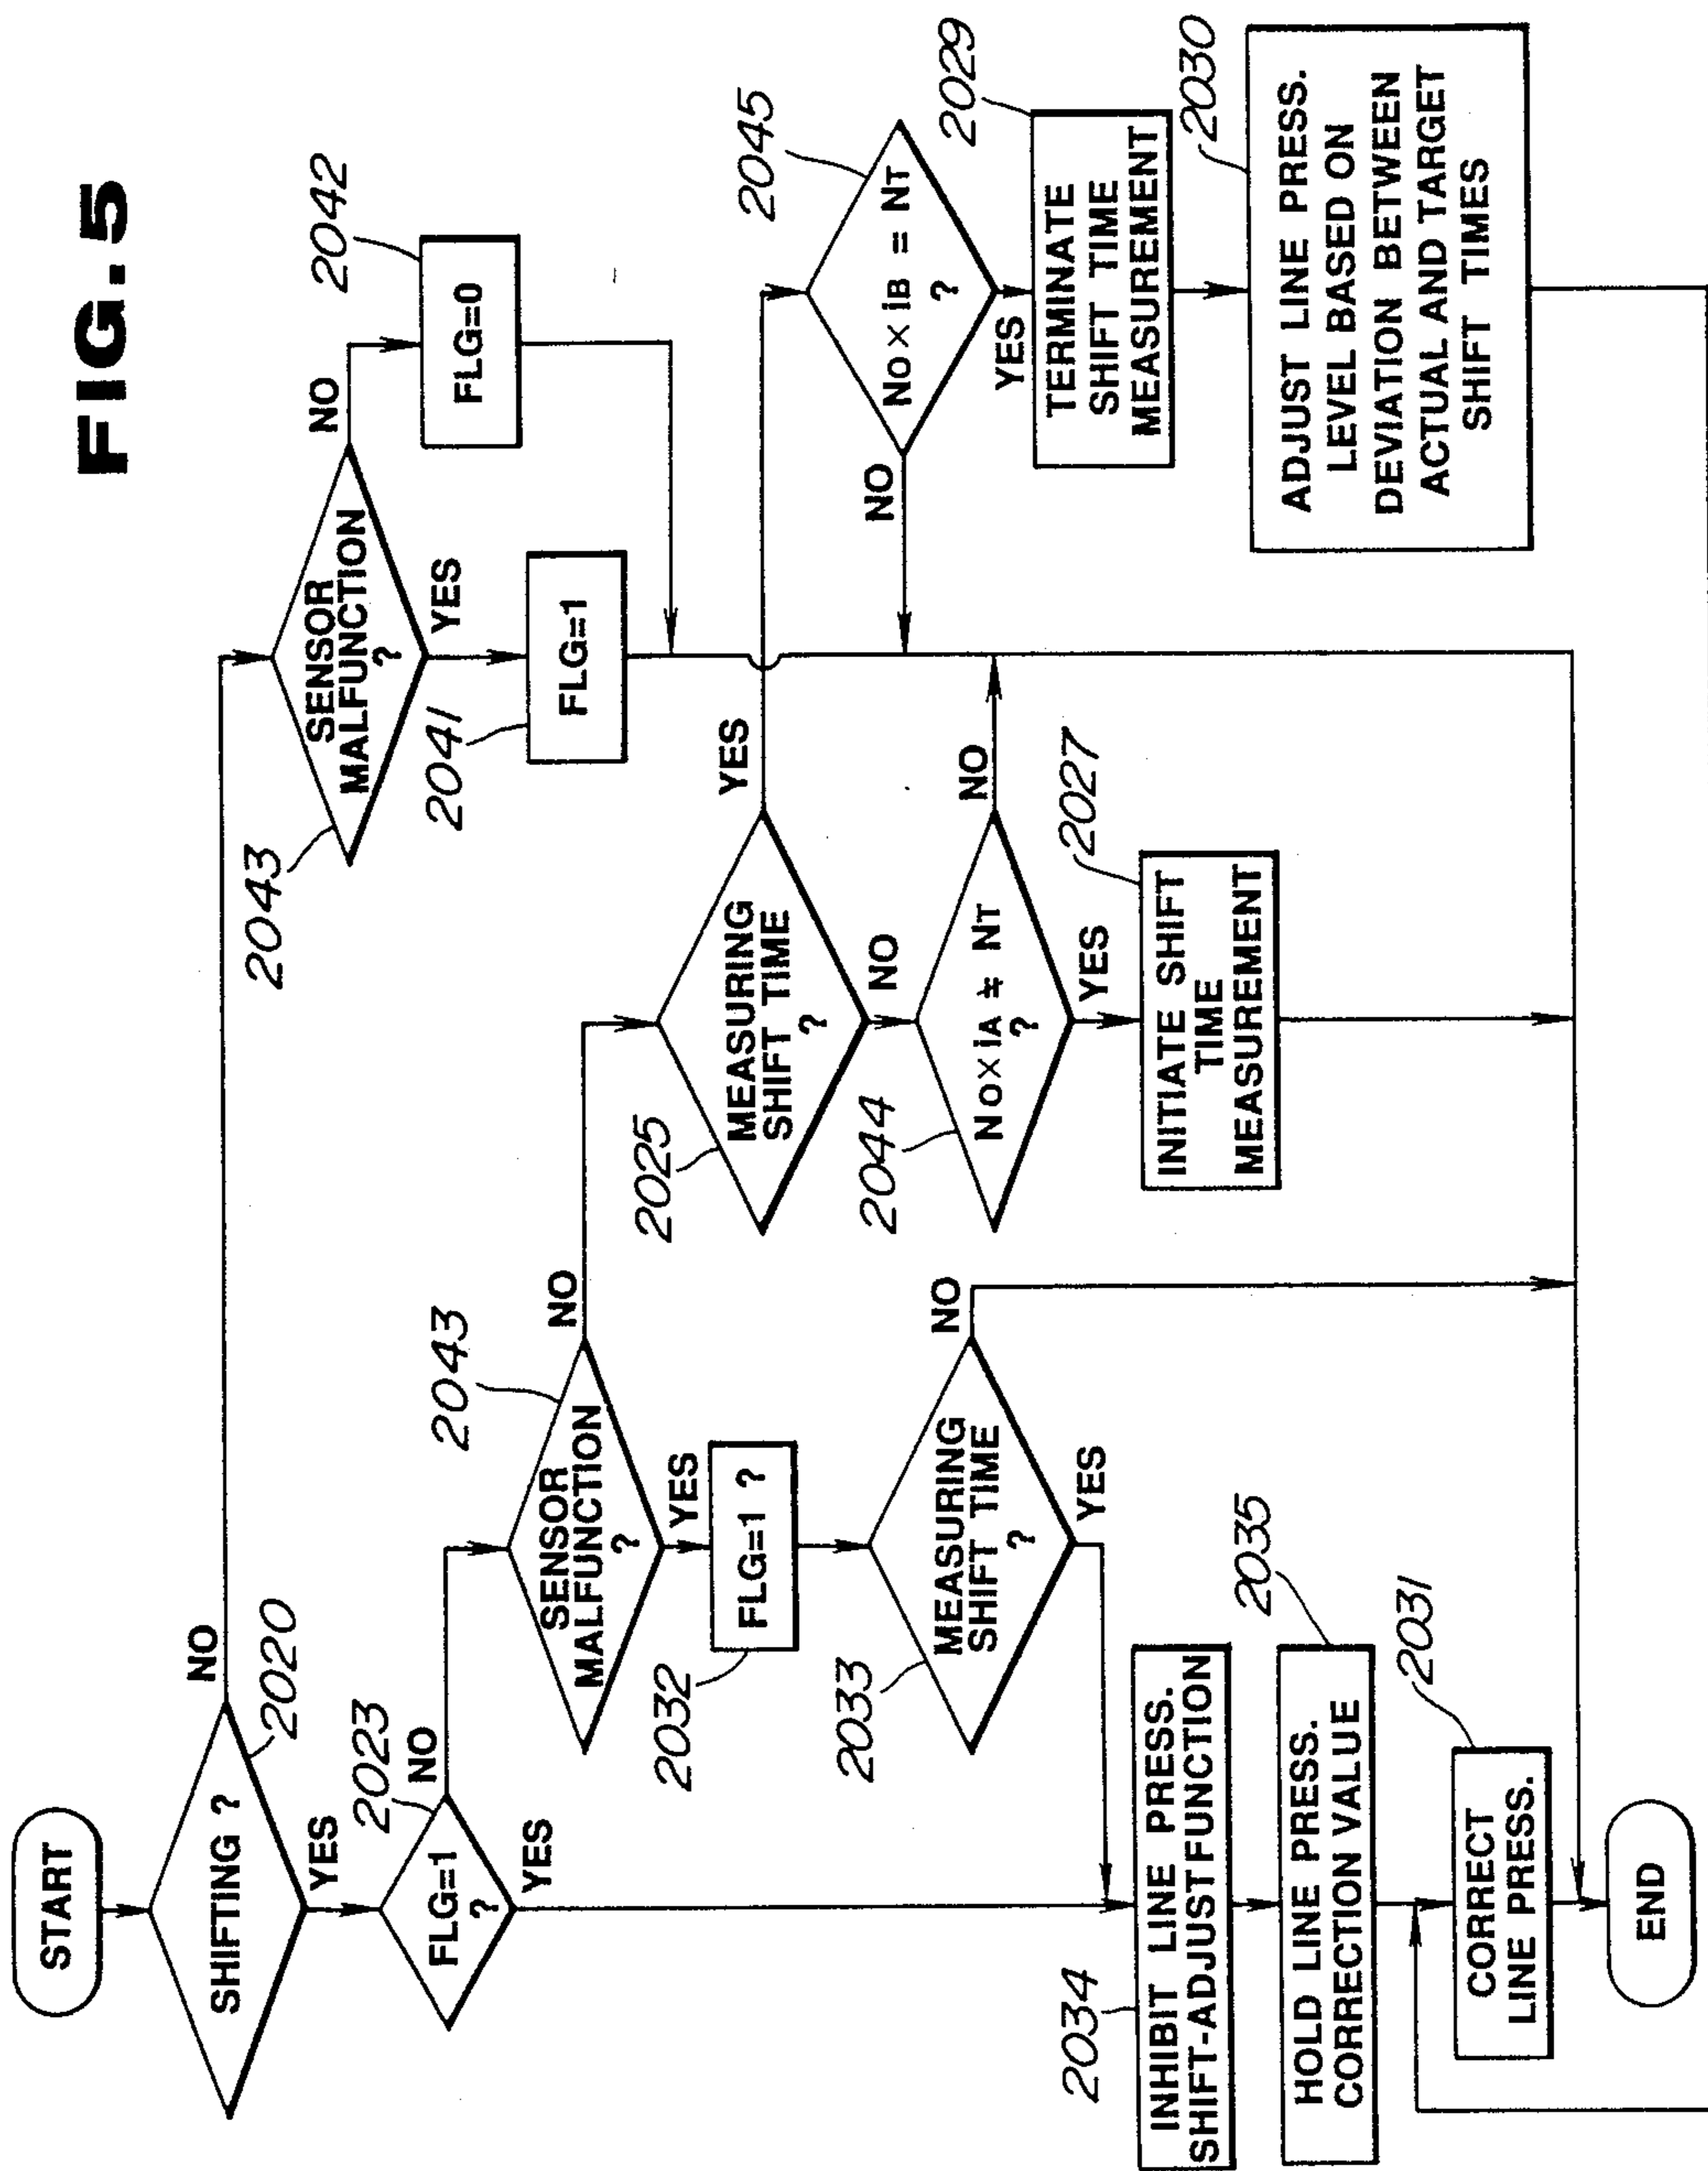 FIG.5
START
SHIFTING ?
2020
NO
YES
FLG=1
?
2023
NO
YES
SENSOR
MALFUNCTION
?
2043
NO
YES
FLG=1 ?
2032
MEASURING
SHIFT TIME
?
2033
NO
YES
INHIBIT LINE PRESS.
SHIFT-ADJUST FUNCTION
2034
HOLD LINE PRESS.
CORRECTION VALUE
2035
CORRECT
LINE PRESS.
2031
END
MEASURING
SHIFT TIME
?
2025
YES
NO
NO×iA ≠ NT
?
2044
NO
YES
INITIATE SHIFT
TIME
MEASUREMENT
2027
SENSOR
MALFUNCTION
?
2043
NO
YES
FLG=1
2041
FLG=0
2042
NO×iB = NT
?
2045
NO
YES
TERMINATE
SHIFT TIME
MEASUREMENT
2029
ADJUST LINE PRESS.
LEVEL BASED ON
DEVIATION BETWEEN
ACTUAL AND TARGET
SHIFT TIMES
2030